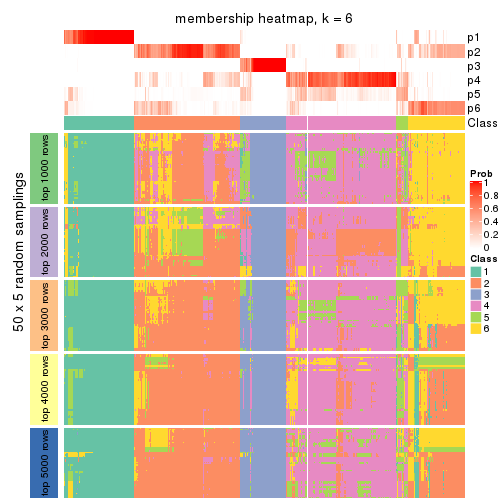 membership heatmap, k = 6
p1
p2
p3
p4
p5
p6
Class
50 x 5 random samplings
top 1000 rows
top 2000 rows
top 3000 rows
top 4000 rows
top 5000 rows
Prob
1
0.8
0.6
0.4
0.2
0
Class
1
2
3
4
5
6